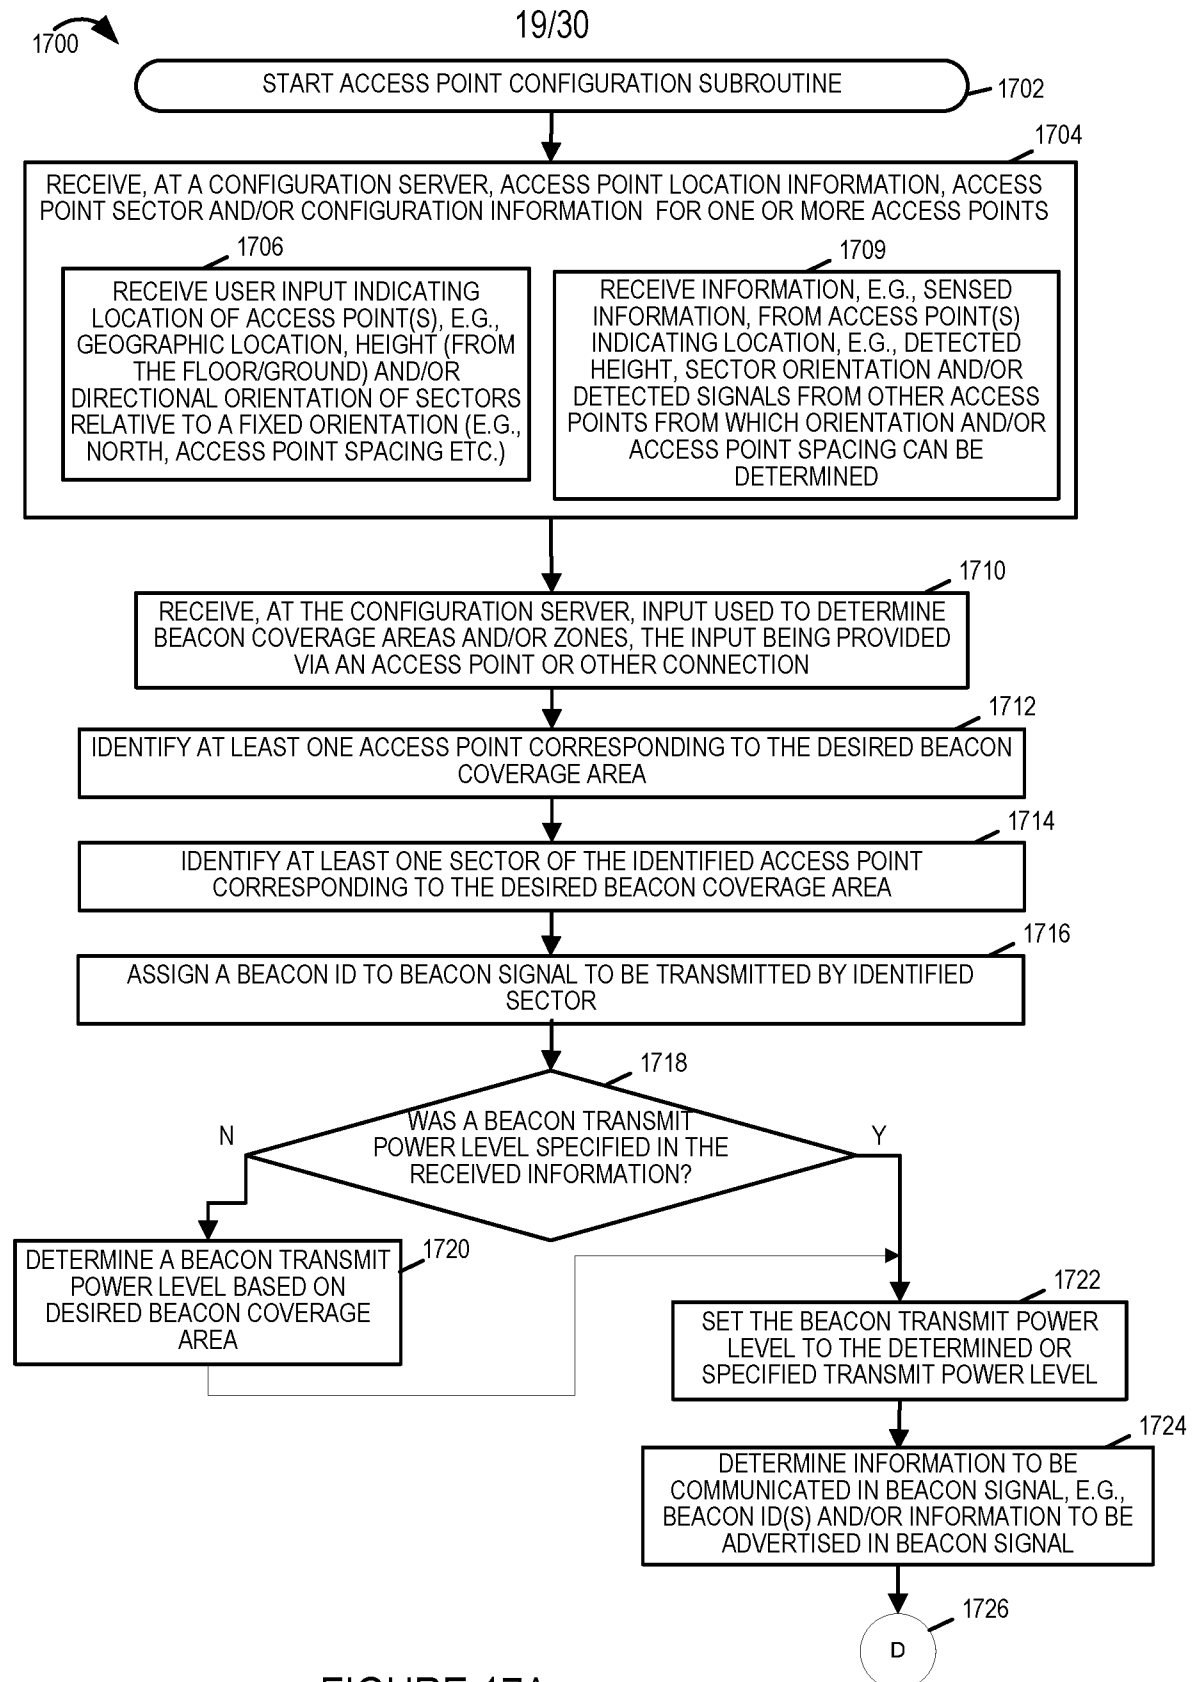 19/30
1700
START ACCESS POINT CONFIGURATION SUBROUTINE
1702
1704
RECEIVE, AT A CONFIGURATION SERVER, ACCESS POINT LOCATION INFORMATION, ACCESS
POINT SECTOR AND/OR CONFIGURATION INFORMATION FOR ONE OR MORE ACCESS POINTS
1706
RECEIVE USER INPUT INDICATING
LOCATION OF ACCESS POINT(S), E.G.,
GEOGRAPHIC LOCATION, HEIGHT (FROM
THE FLOOR/GROUND) AND/OR
DIRECTIONAL ORIENTATION OF SECTORS
RELATIVE TO A FIXED ORIENTATION (E.G.,
NORTH, ACCESS POINT SPACING ETC.)
1709
RECEIVE INFORMATION, E.G., SENSED
INFORMATION, FROM ACCESS POINT(S)
INDICATING LOCATION, E.G., DETECTED
HEIGHT, SECTOR ORIENTATION AND/OR
DETECTED SIGNALS FROM OTHER ACCESS
POINTS FROM WHICH ORIENTATION AND/OR
ACCESS POINT SPACING CAN BE
DETERMINED
1710
RECEIVE, AT THE CONFIGURATION SERVER, INPUT USED TO DETERMINE
BEACON COVERAGE AREAS AND/OR ZONES, THE INPUT BEING PROVIDED
VIA AN ACCESS POINT OR OTHER CONNECTION
1712
IDENTIFY AT LEAST ONE ACCESS POINT CORRESPONDING TO THE DESIRED BEACON
COVERAGE AREA
1714
IDENTIFY AT LEAST ONE SECTOR OF THE IDENTIFIED ACCESS POINT
CORRESPONDING TO THE DESIRED BEACON COVERAGE AREA
1716
ASSIGN A BEACON ID TO BEACON SIGNAL TO BE TRANSMITTED BY IDENTIFIED
SECTOR
1718
WAS A BEACON TRANSMIT
POWER LEVEL SPECIFIED IN THE
RECEIVED INFORMATION?
N
Y
1720
DETERMINE A BEACON TRANSMIT
POWER LEVEL BASED ON
DESIRED BEACON COVERAGE
AREA
1722
SET THE BEACON TRANSMIT POWER
LEVEL TO THE DETERMINED OR
SPECIFIED TRANSMIT POWER LEVEL
1724
DETERMINE INFORMATION TO BE
COMMUNICATED IN BEACON SIGNAL, E.G.,
BEACON ID(S) AND/OR INFORMATION TO BE
ADVERTISED IN BEACON SIGNAL
1726
D
FIGURE 17A